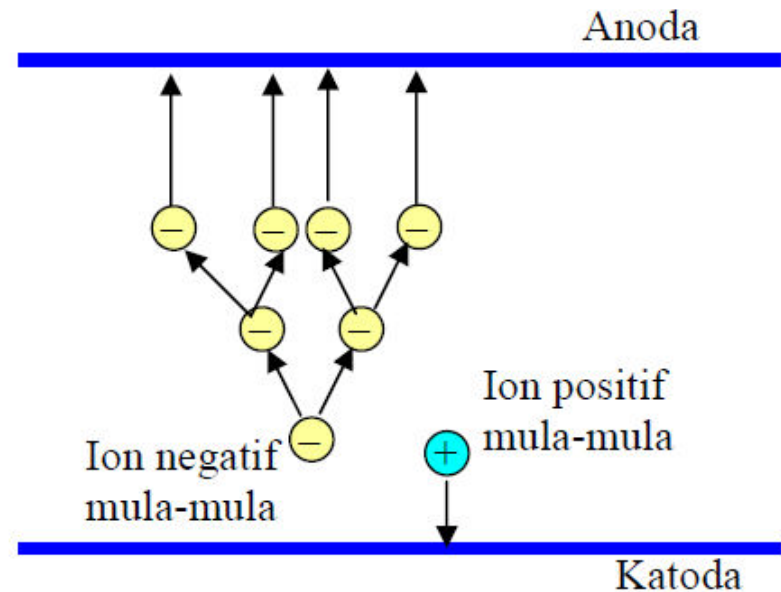 Anoda
−
−
−
−
−
−
Ion positif
mula-mula
−
+
Ion negatif
mula-mula
Katoda